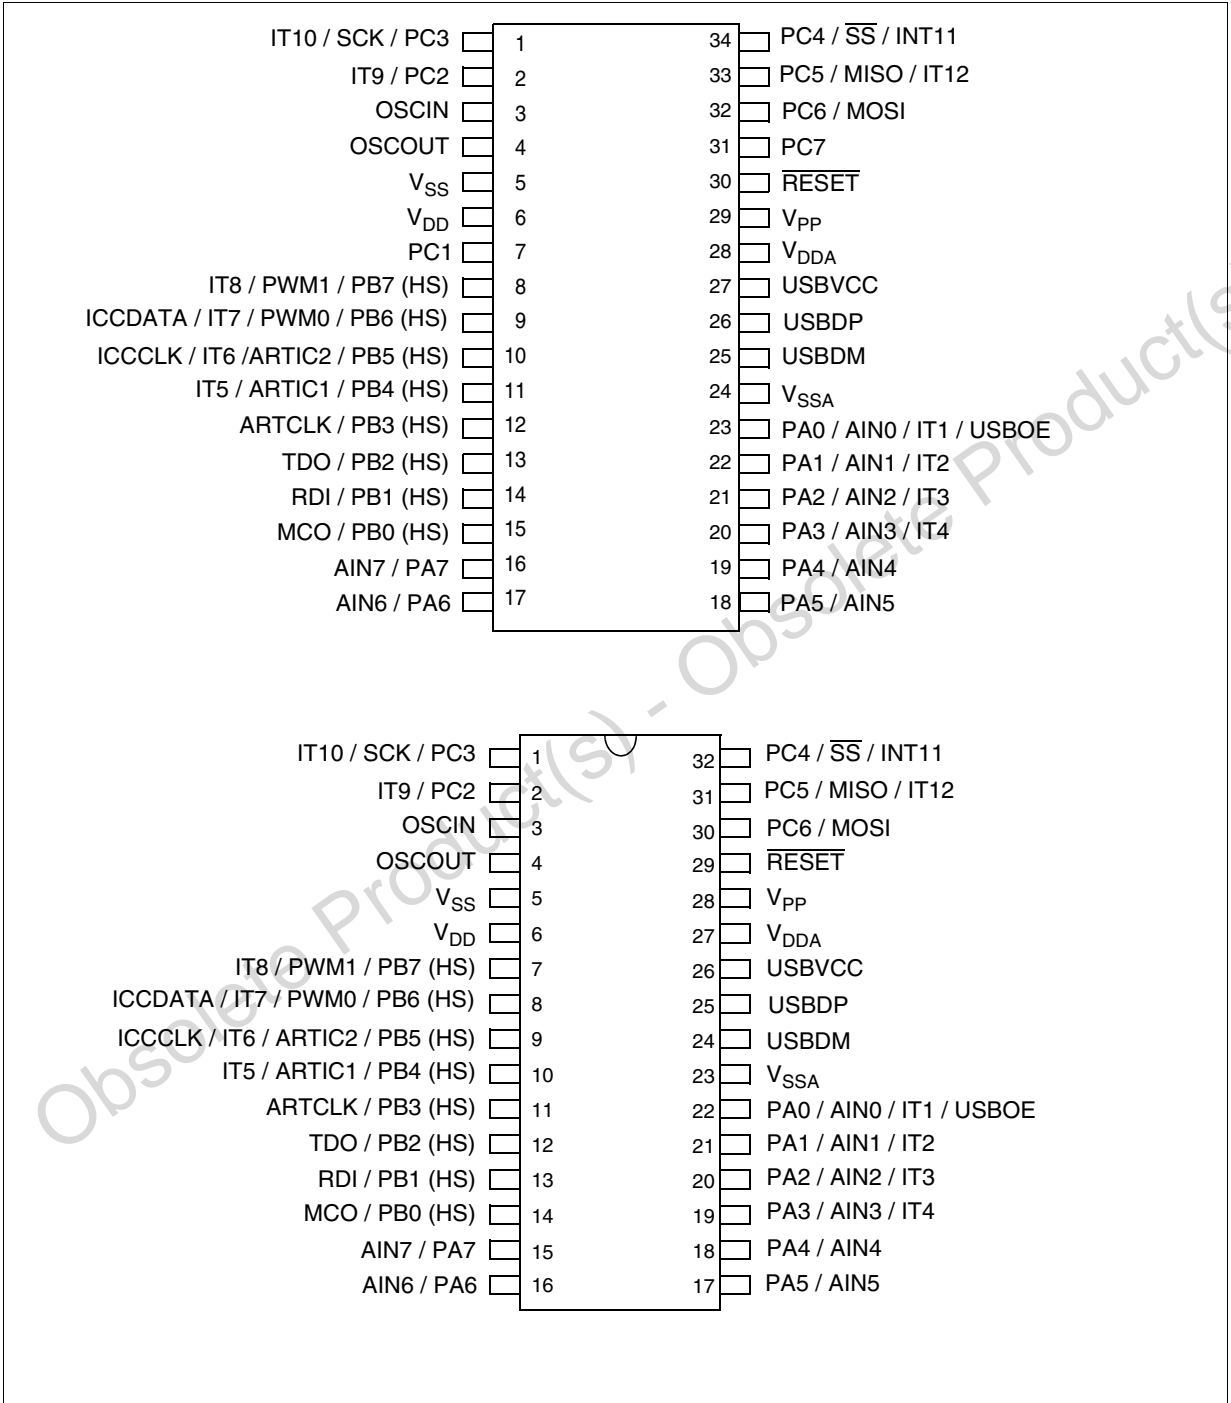 IT10 / SCK / PC3 1 34 PC4 / SS / INT11
IT9 / PC2 2 33 PC5 / MISO / IT12
OSCIN 3 32 PC6 / MOSI
OSCOUT 4 31 PC7
VSS 5 30 RESET
VDD 6 29 VPP
PC1 7 28 VDDA
IT8 / PWM1 / PB7 (HS) 8 27 USBVCC
ICCDATA / IT7 / PWM0 / PB6 (HS) 9 26 USBDP
ICCCLK / IT6 /ARTIC2 / PB5 (HS) 10 25 USBDM
IT5 / ARTIC1 / PB4 (HS) 11 24 VSSA
ARTCLK / PB3 (HS) 12 23 PA0 / AIN0 / IT1 / USBOE
TDO / PB2 (HS) 13 22 PA1 / AIN1 / IT2
RDI / PB1 (HS) 14 21 PA2 / AIN2 / IT3
MCO / PB0 (HS) 15 20 PA3 / AIN3 / IT4
AIN7 / PA7 16 19 PA4 / AIN4
AIN6 / PA6 17 18 PA5 / AIN5
IT10 / SCK / PC3 1 32 PC4 / SS / INT11
IT9 / PC2 2 31 PC5 / MISO / IT12
OSCIN 3 30 PC6 / MOSI
OSCOUT 4 29 RESET
VSS 5 28 VPP
VDD 6 27 VDDA
IT8 / PWM1 / PB7 (HS) 7 26 USBVCC
ICCDATA / IT7 / PWM0 / PB6 (HS) 8 25 USBDP
ICCCLK / IT6 / ARTIC2 / PB5 (HS) 9 24 USBDM
IT5 / ARTIC1 / PB4 (HS) 10 23 VSSA
ARTCLK / PB3 (HS) 11 22 PA0 / AIN0 / IT1 / USBOE
TDO / PB2 (HS) 12 21 PA1 / AIN1 / IT2
RDI / PB1 (HS) 13 20 PA2 / AIN2 / IT3
MCO / PB0 (HS) 14 19 PA3 / AIN3 / IT4
AIN7 / PA7 15 18 PA4 / AIN4
AIN6 / PA6 16 17 PA5 / AIN5
Obsolete Product(s) - Obsolete Product(s